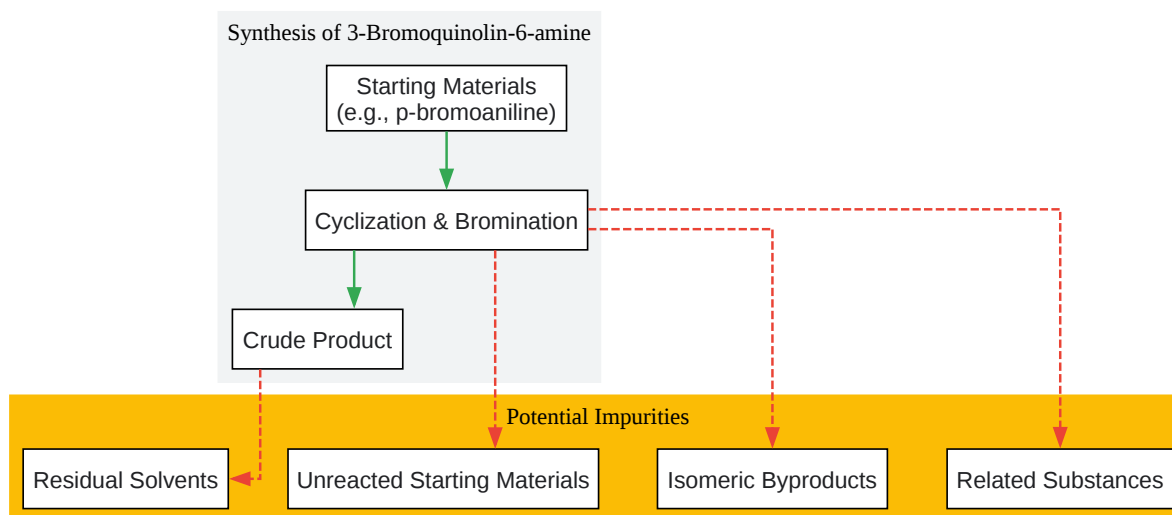 Synthesis of 3-Bromoquinolin-6-amine
Starting Materials
(e.g., p-bromoaniline)
Cyclization & Bromination
Crude Product
Potential Impurities
Residual Solvents
Unreacted Starting Materials
Isomeric Byproducts
Related Substances